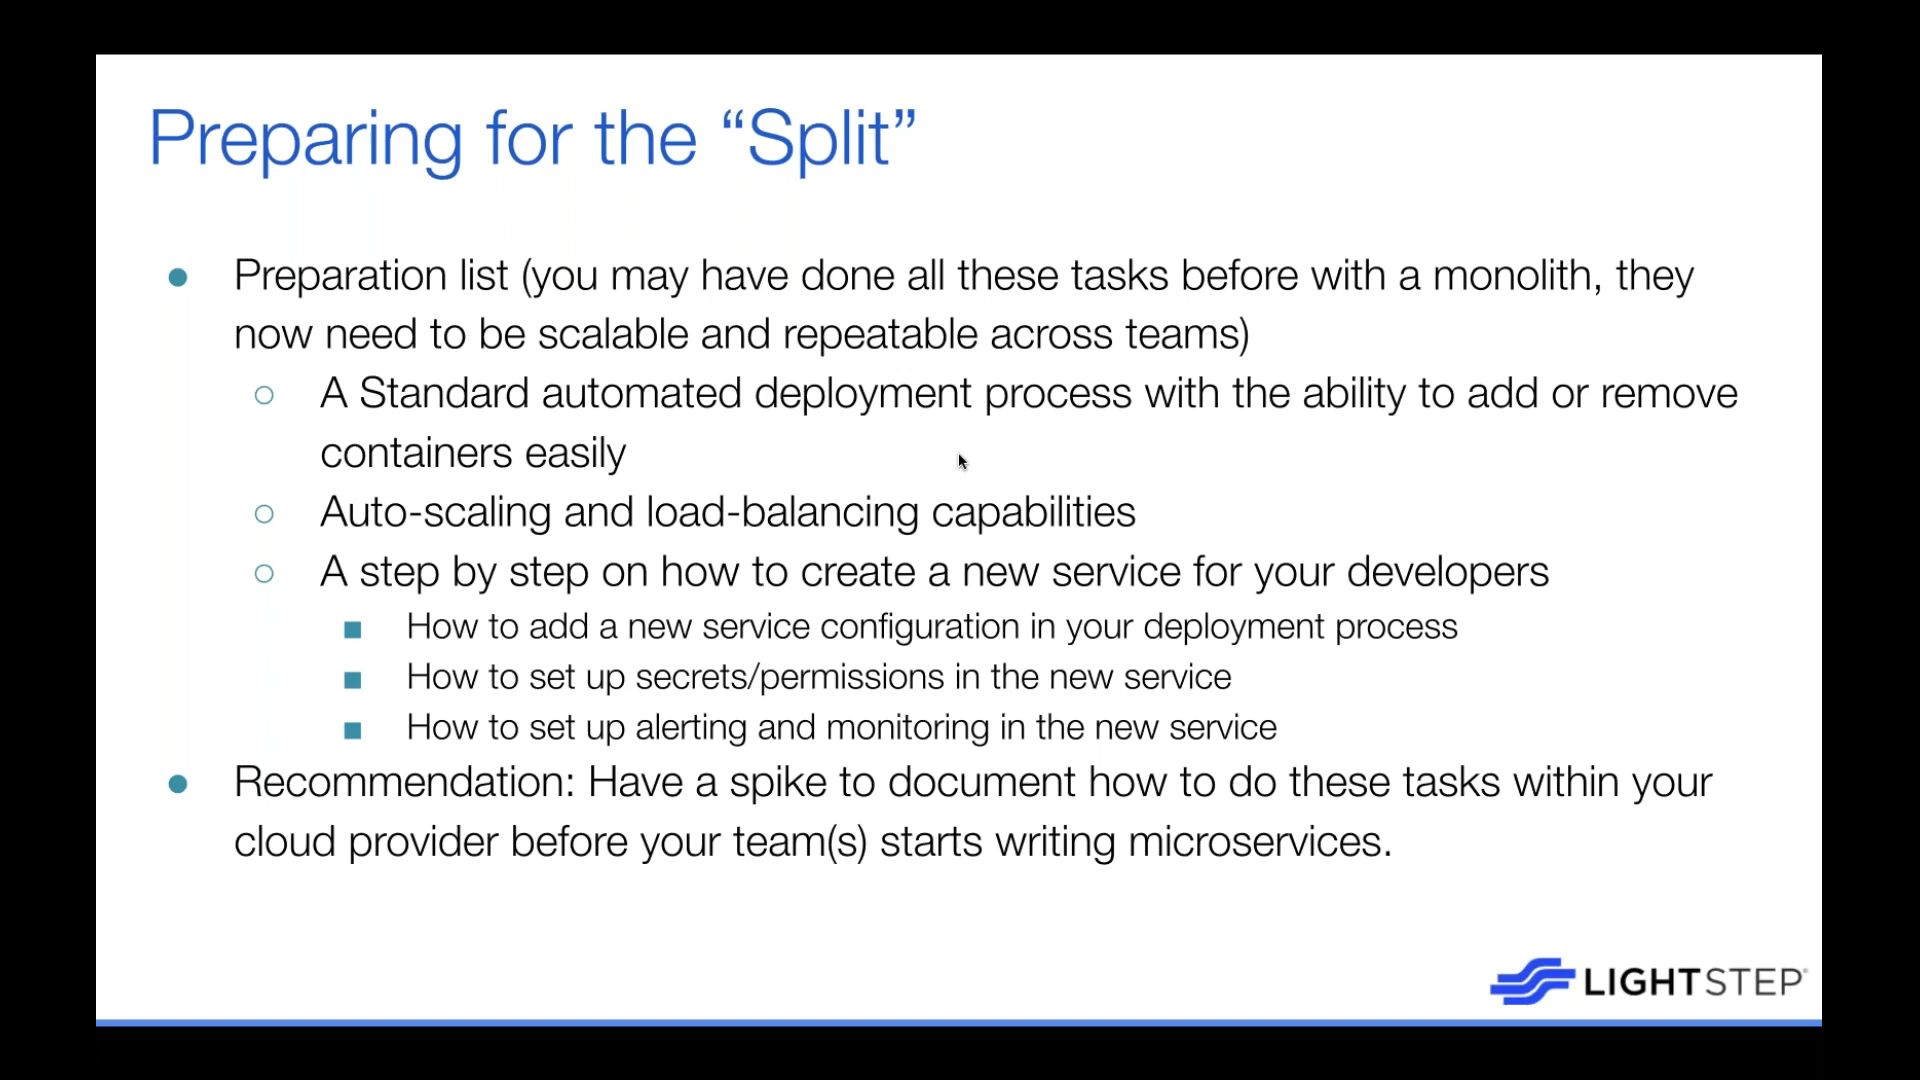 Preparing for the “Split”
● Preparation list (you may have done all these tasks before with a monolith, they
now need to be scalable and repeatable across teams)
○ A Standard automated deployment process with the ability to add or remove
containers easily
○ Auto-scaling and load-balancing capabilities
○ A step by step on how to create a new service for your developers
■ How to add a new service configuration in your deployment process
■ How to set up secrets/permissions in the new service
■ How to set up alerting and monitoring in the new service
● Recommendation: Have a spike to document how to do these tasks within your
cloud provider before your team(s) starts writing microservices.
LIGHTSTEP